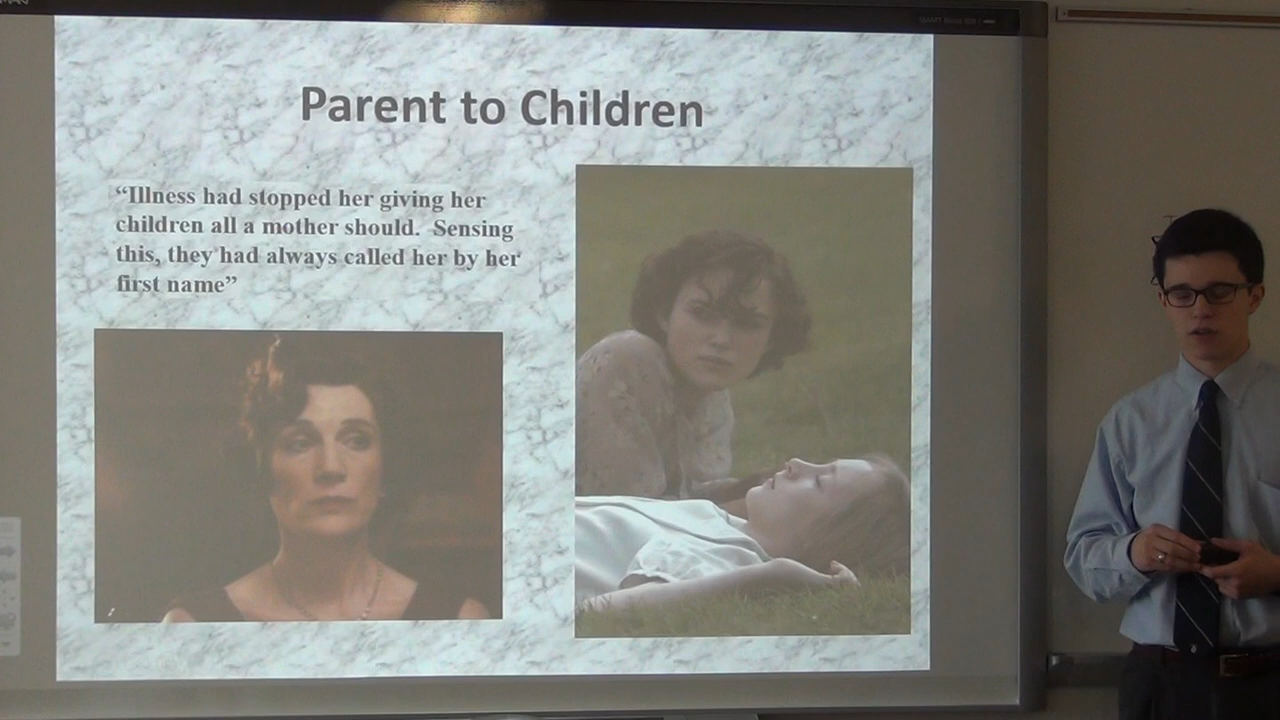 Parent to Children
“Illness had stopped her giving her
children all a mother should.  Sensing
this, they had always called her by her
first name”